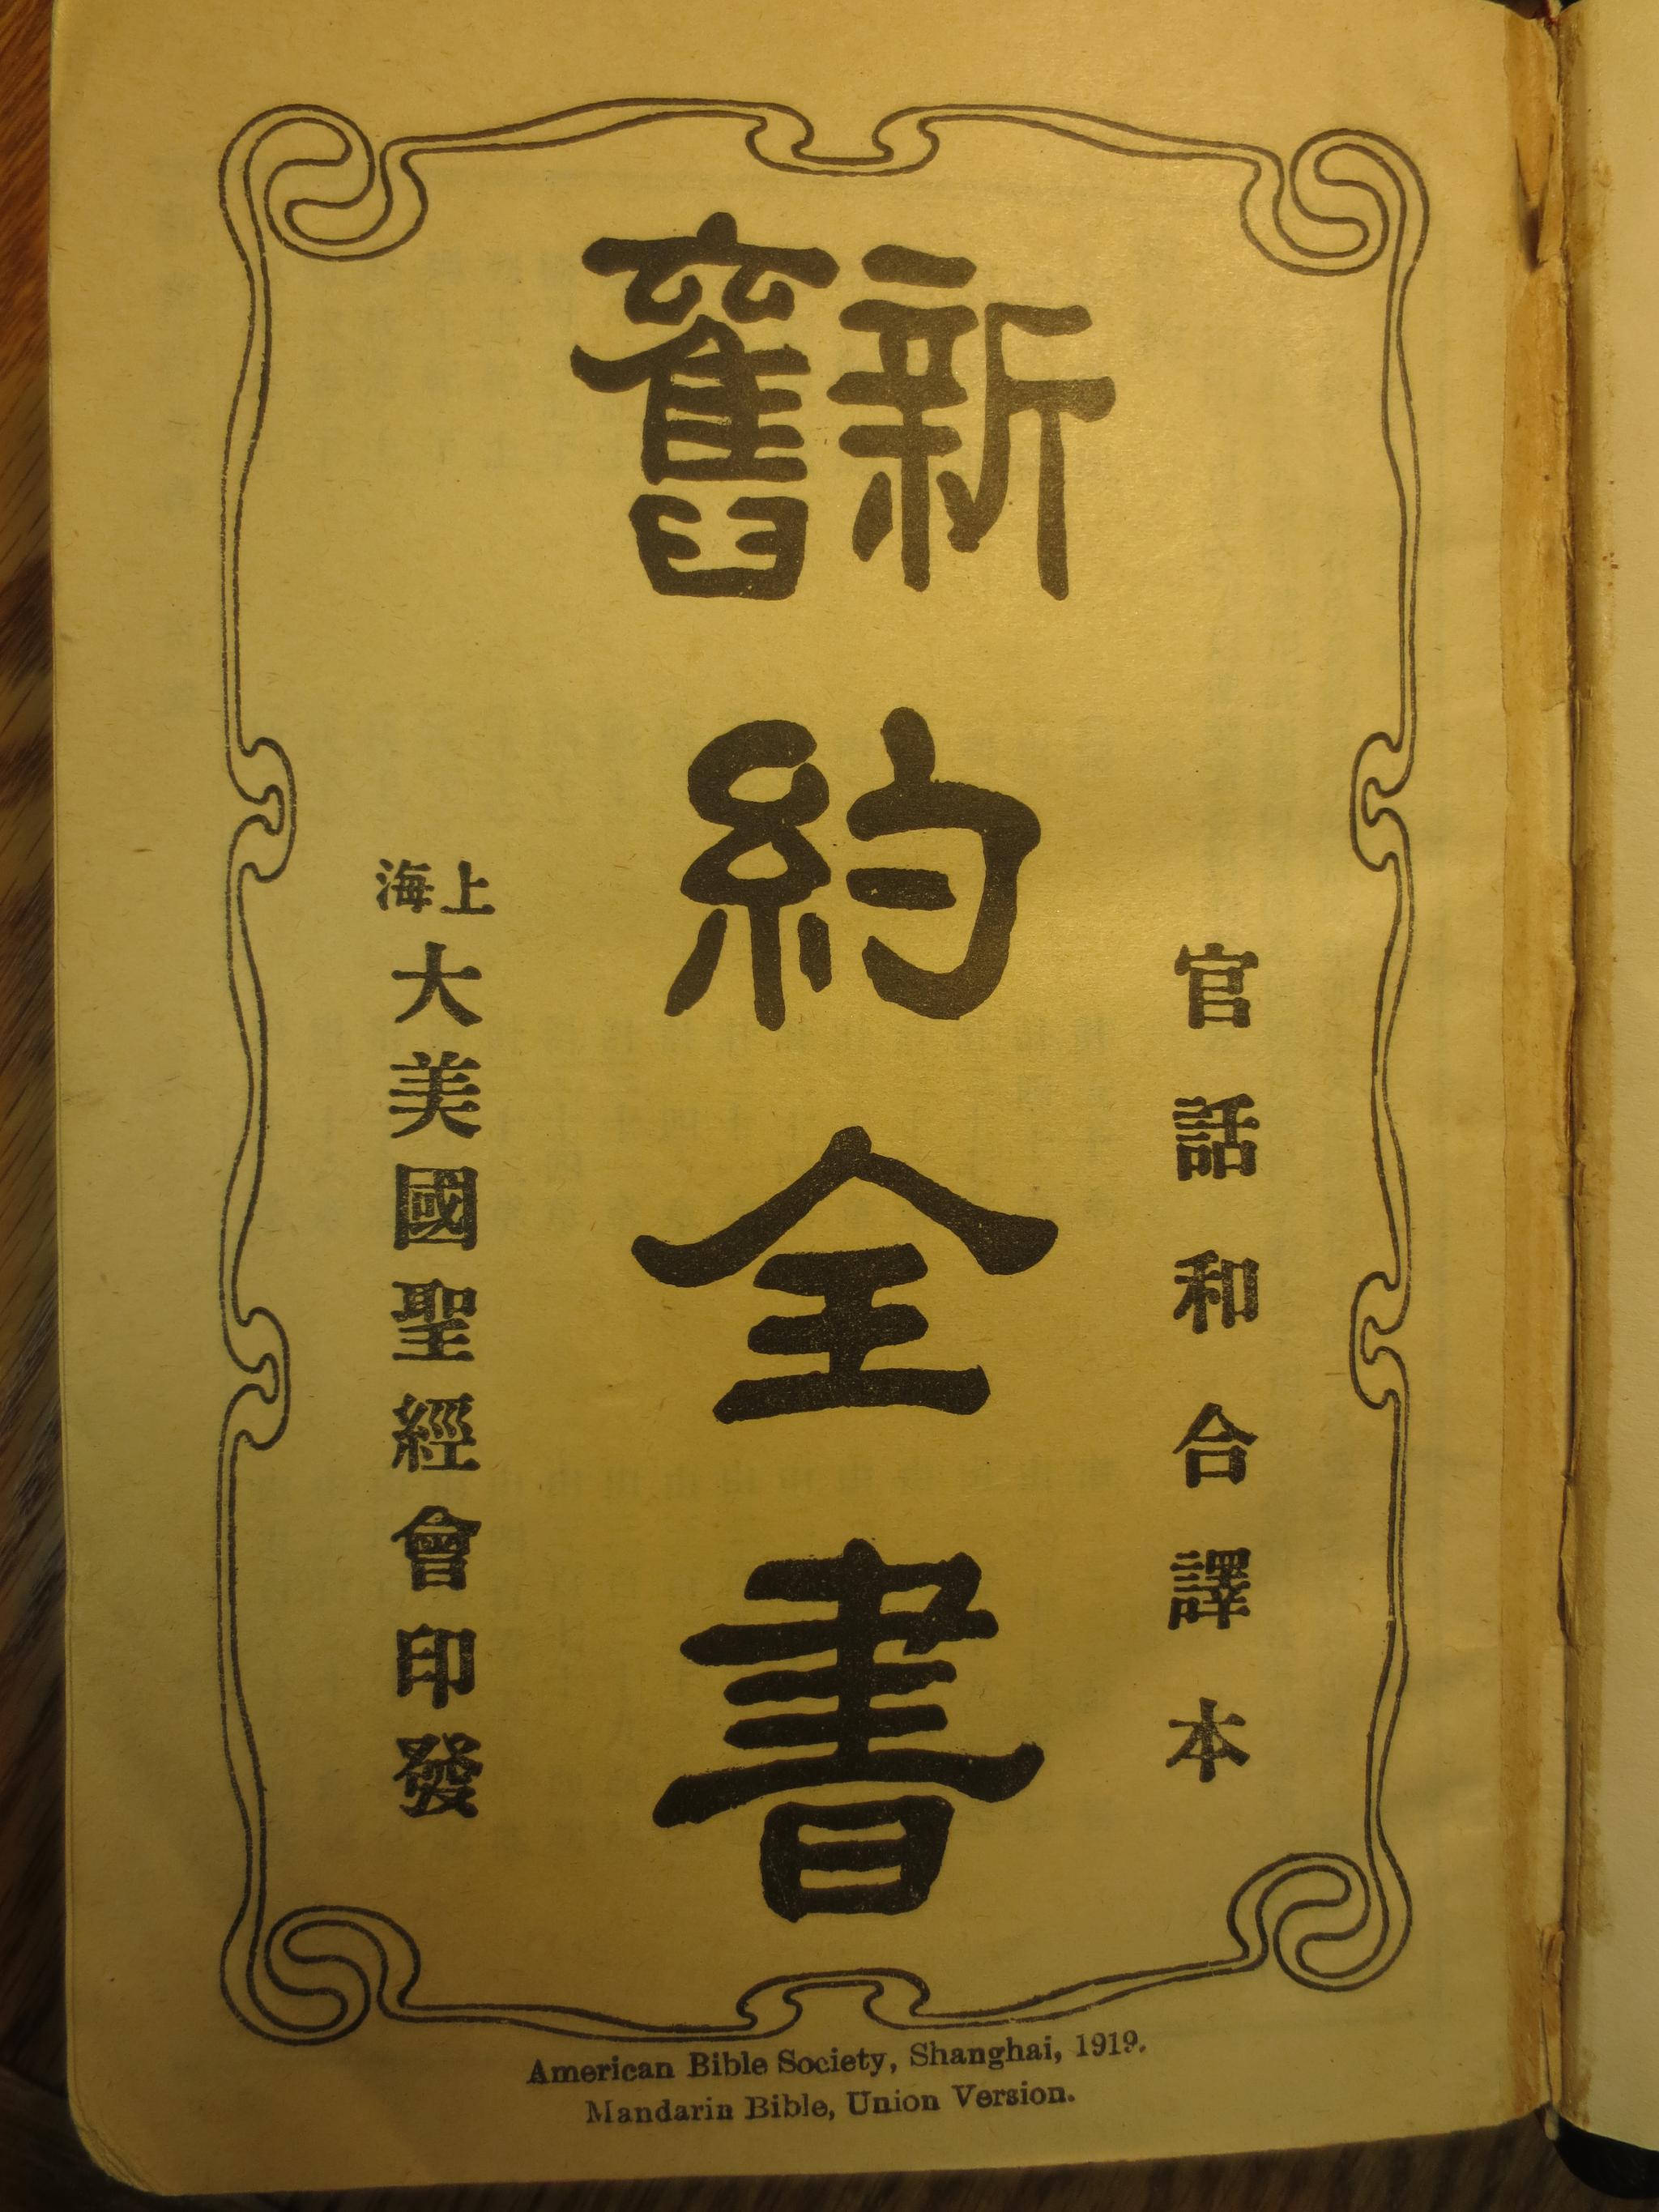 官話和合譯本
新舊約全書
上海大美國聖經會印發
American Bible Society, Shanghai, 1919.
Mandarin Bible, Union Version.